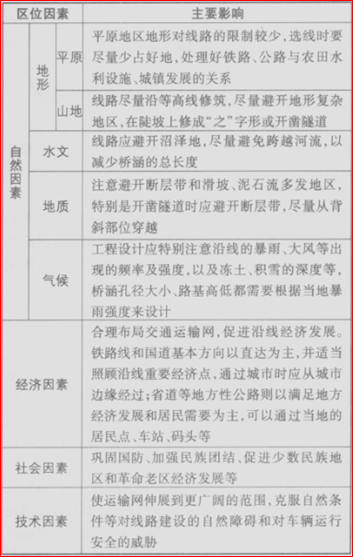 区位因素 主要影响
自然因素
地形
平原
平原地区地形对线路的限制较少，选线时要
尽量少占好地，处理好铁路、公路与农田水
利设施、城镇发展的关系
山地
线路尽量沿等高线修筑，尽量避开地形复杂
地区，在陡坡上修成“之”字形或开凿隧道
水文
线路应避开沼泽地，尽量避免跨越河流，以
减少桥涵的总长度
地质
注意避开断层带和滑坡、泥石流多发地区，
特别是开凿隧道时应避开断层带，尽量从背
斜部位穿越
气候
工程设计应特别注意沿线的暴雨、大风等出
现的频率及强度，以及冻土、积雪的深度等，
桥涵孔径大小、路基高低都需要根据当地暴
雨强度来设计
经济因素
合理布局交通运输网，促进沿线经济发展。
铁路线和国道基本方向以直达为主，并适当
照顾沿线重要经济点，通过城市时应从城市
边缘经过；省道等地方性公路则以满足地方
经济发展和居民需要为主，可以通过当地的
居民点、车站、码头等
社会因素
巩固国防、加强民族团结、促进少数民族地
区和革命老区经济发展等
技术因素
使运输网伸展到更广阔的范围，克服自然条
件等对线路建设的自然障碍和对车辆运行
安全的威胁